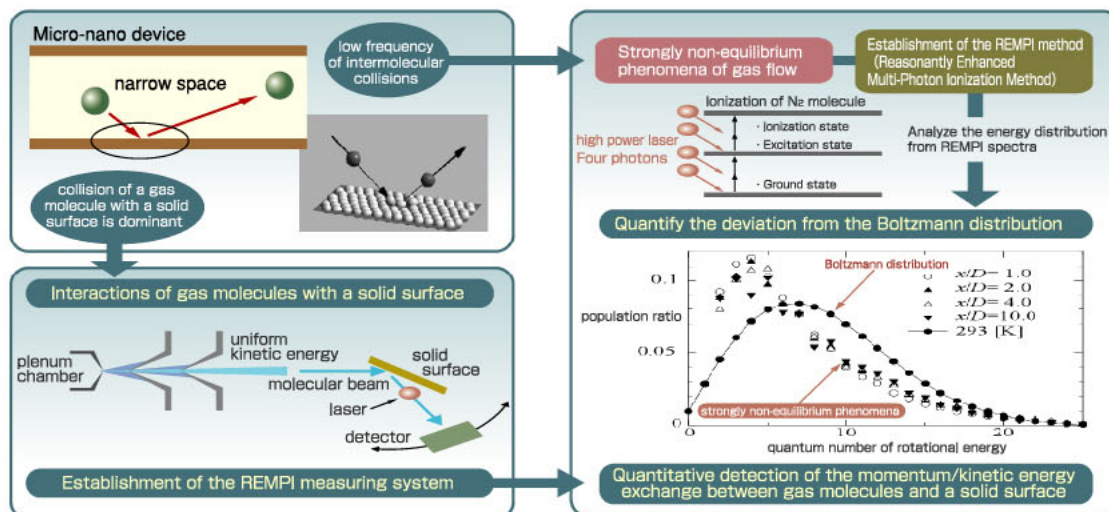 Micro-nano device
narrow space
low frequency
of intermolecular
collisions
collision of a gas
molecule with a solid
surface is dominant
Interactions of gas molecules with a solid surface
plenum
chamber
uniform
kinetic energy
molecular beam
solid
surface
laser
detector
Establishment of the REMPI measuring system
Strongly non-equilibrium
phenomena of gas flow
Establishment of the REMPI method
(Reasonantly Enhanced
Multi-Photon Ionization Method)
Ionization of N2 molecule
· Ionization state
· Excitation state
· Ground state
high power laser
Four photons
Analyze the energy distribution
from REMPI spectra
Quantify the deviation from the Boltzmann distribution
0.1
population ratio
0.05
0
0
10
20
Boltzmann distribution
x/D= 1.0
x/D= 2.0
x/D= 4.0
x/D=10.0
293 [K]
strongly non-equilibrium phenomena
quantum number of rotational energy
Quantitative detection of the momentum/kinetic energy
exchange between gas molecules and a solid surface